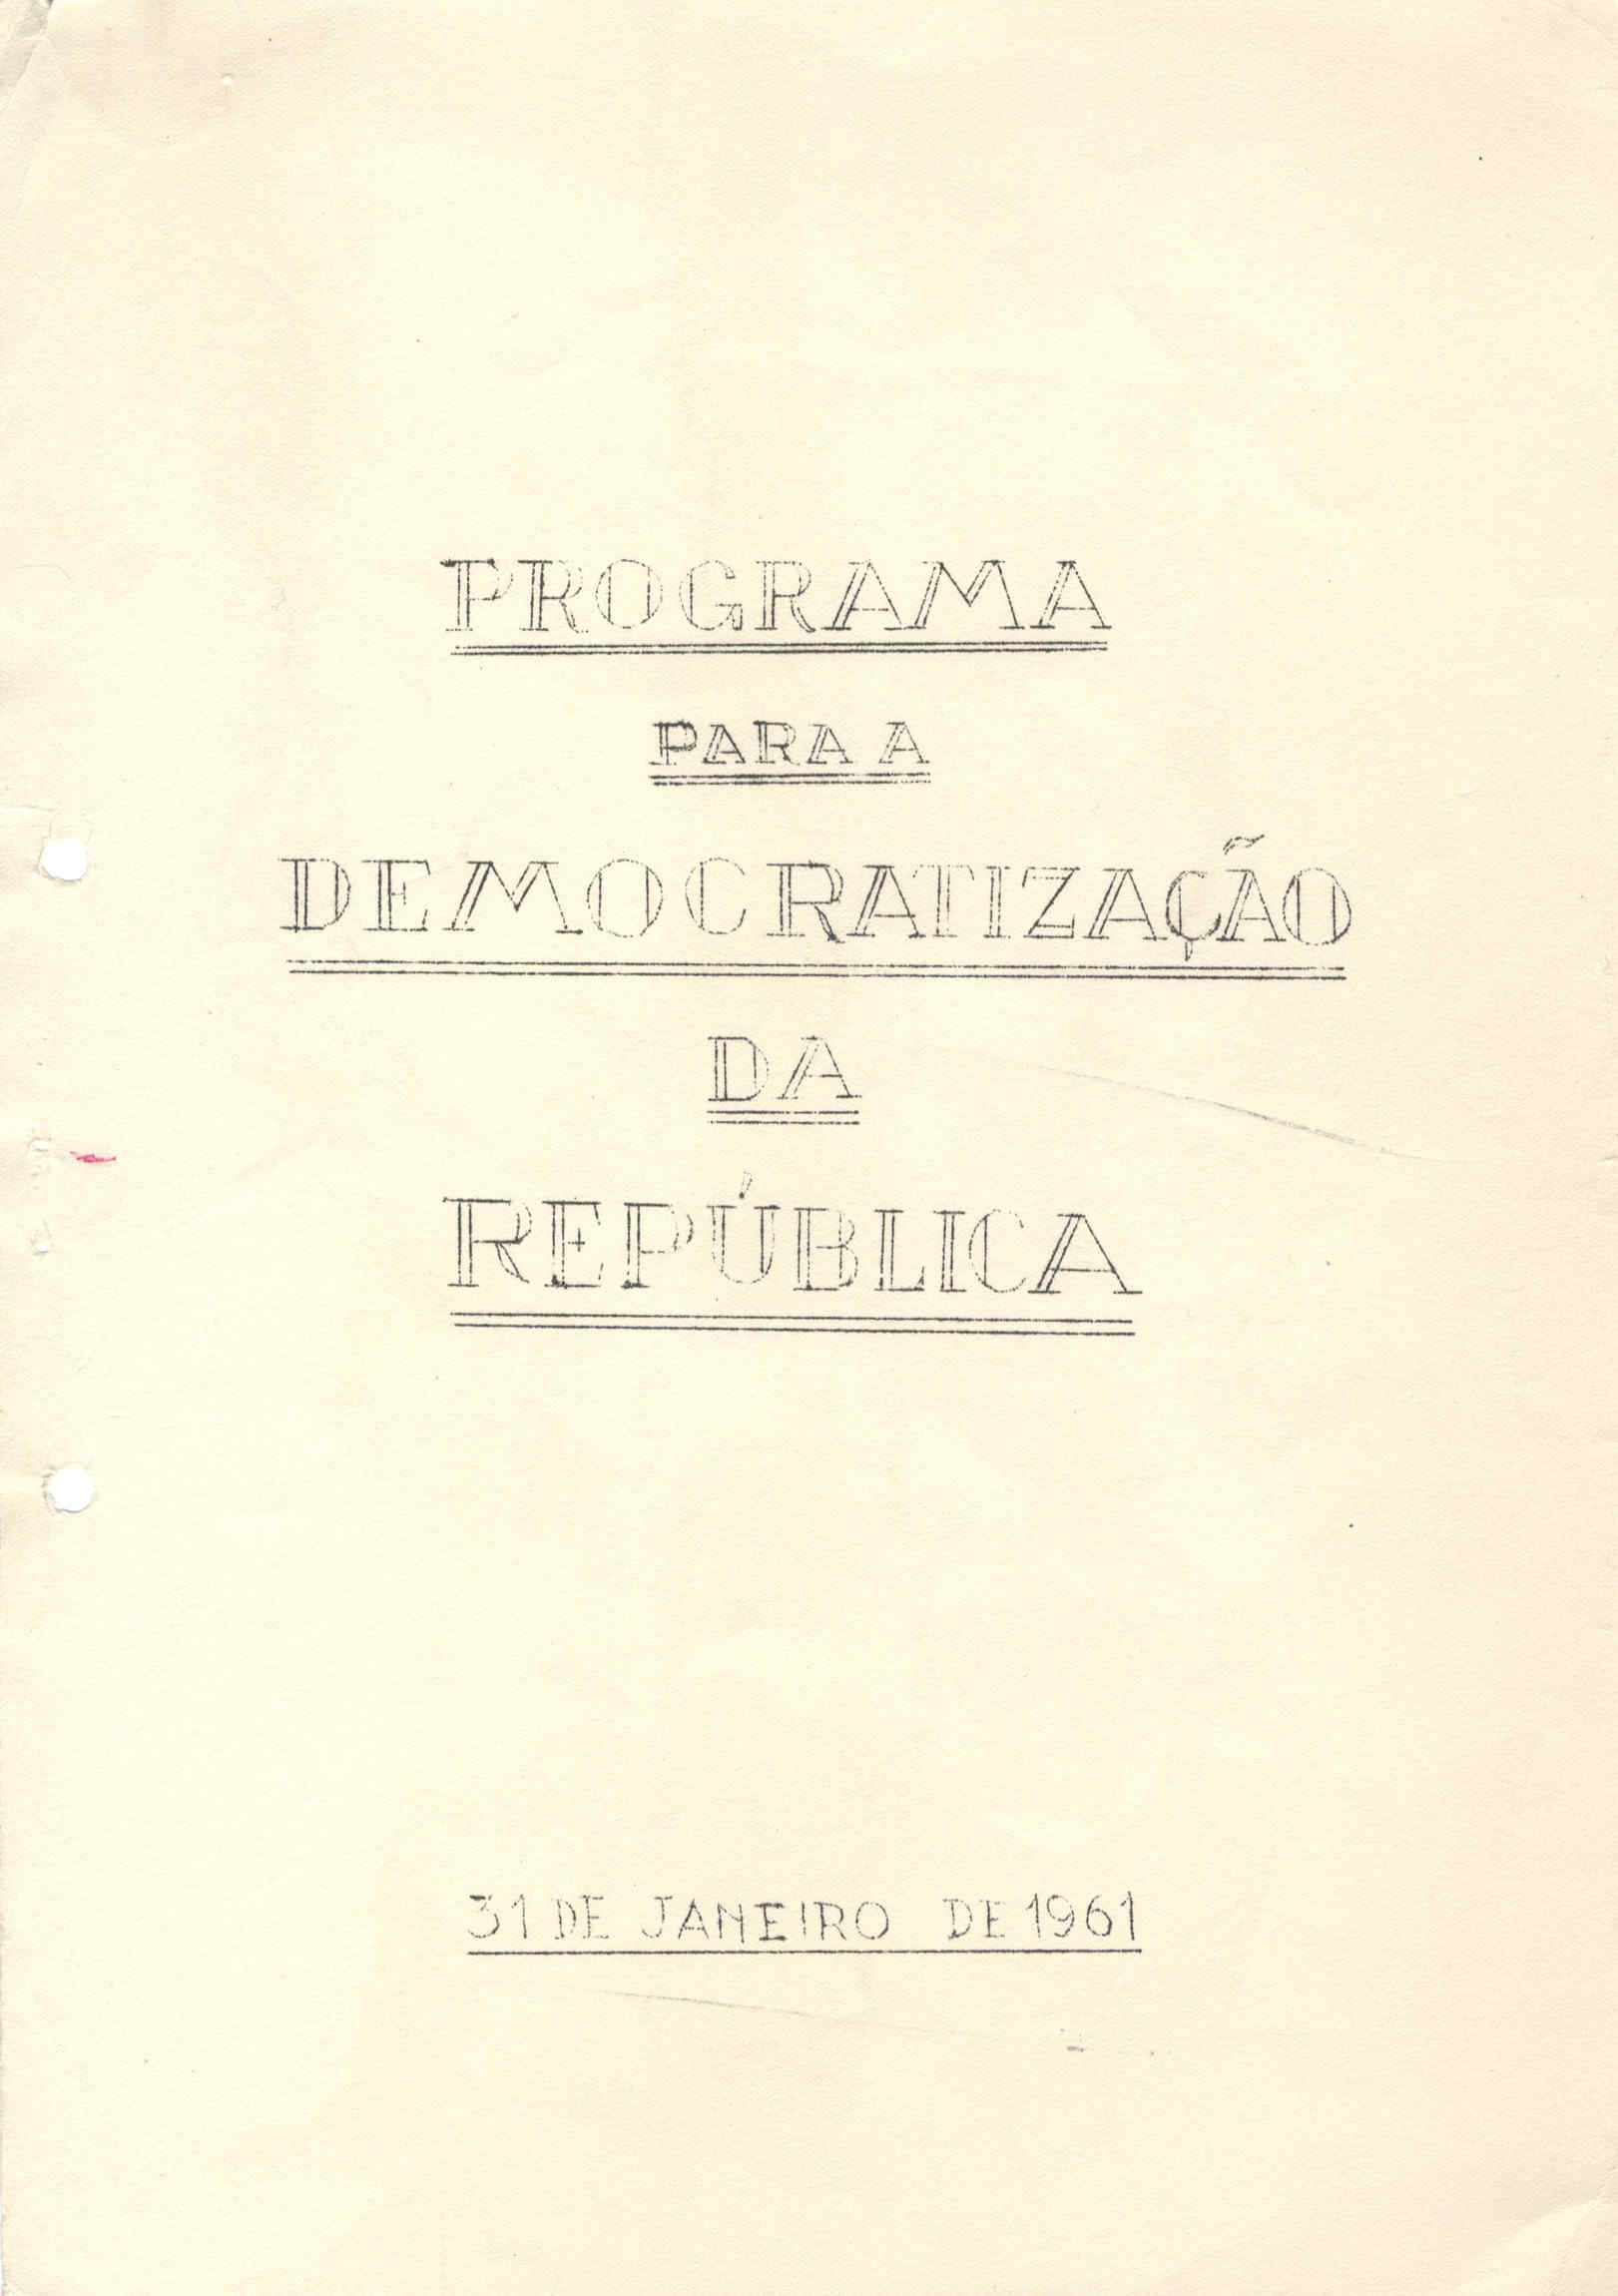 PROGRAMA
PARA A
DEMOCRATIZAÇÃO
DA
REPÚBLICA
31 DE JANEIRO DE 1961